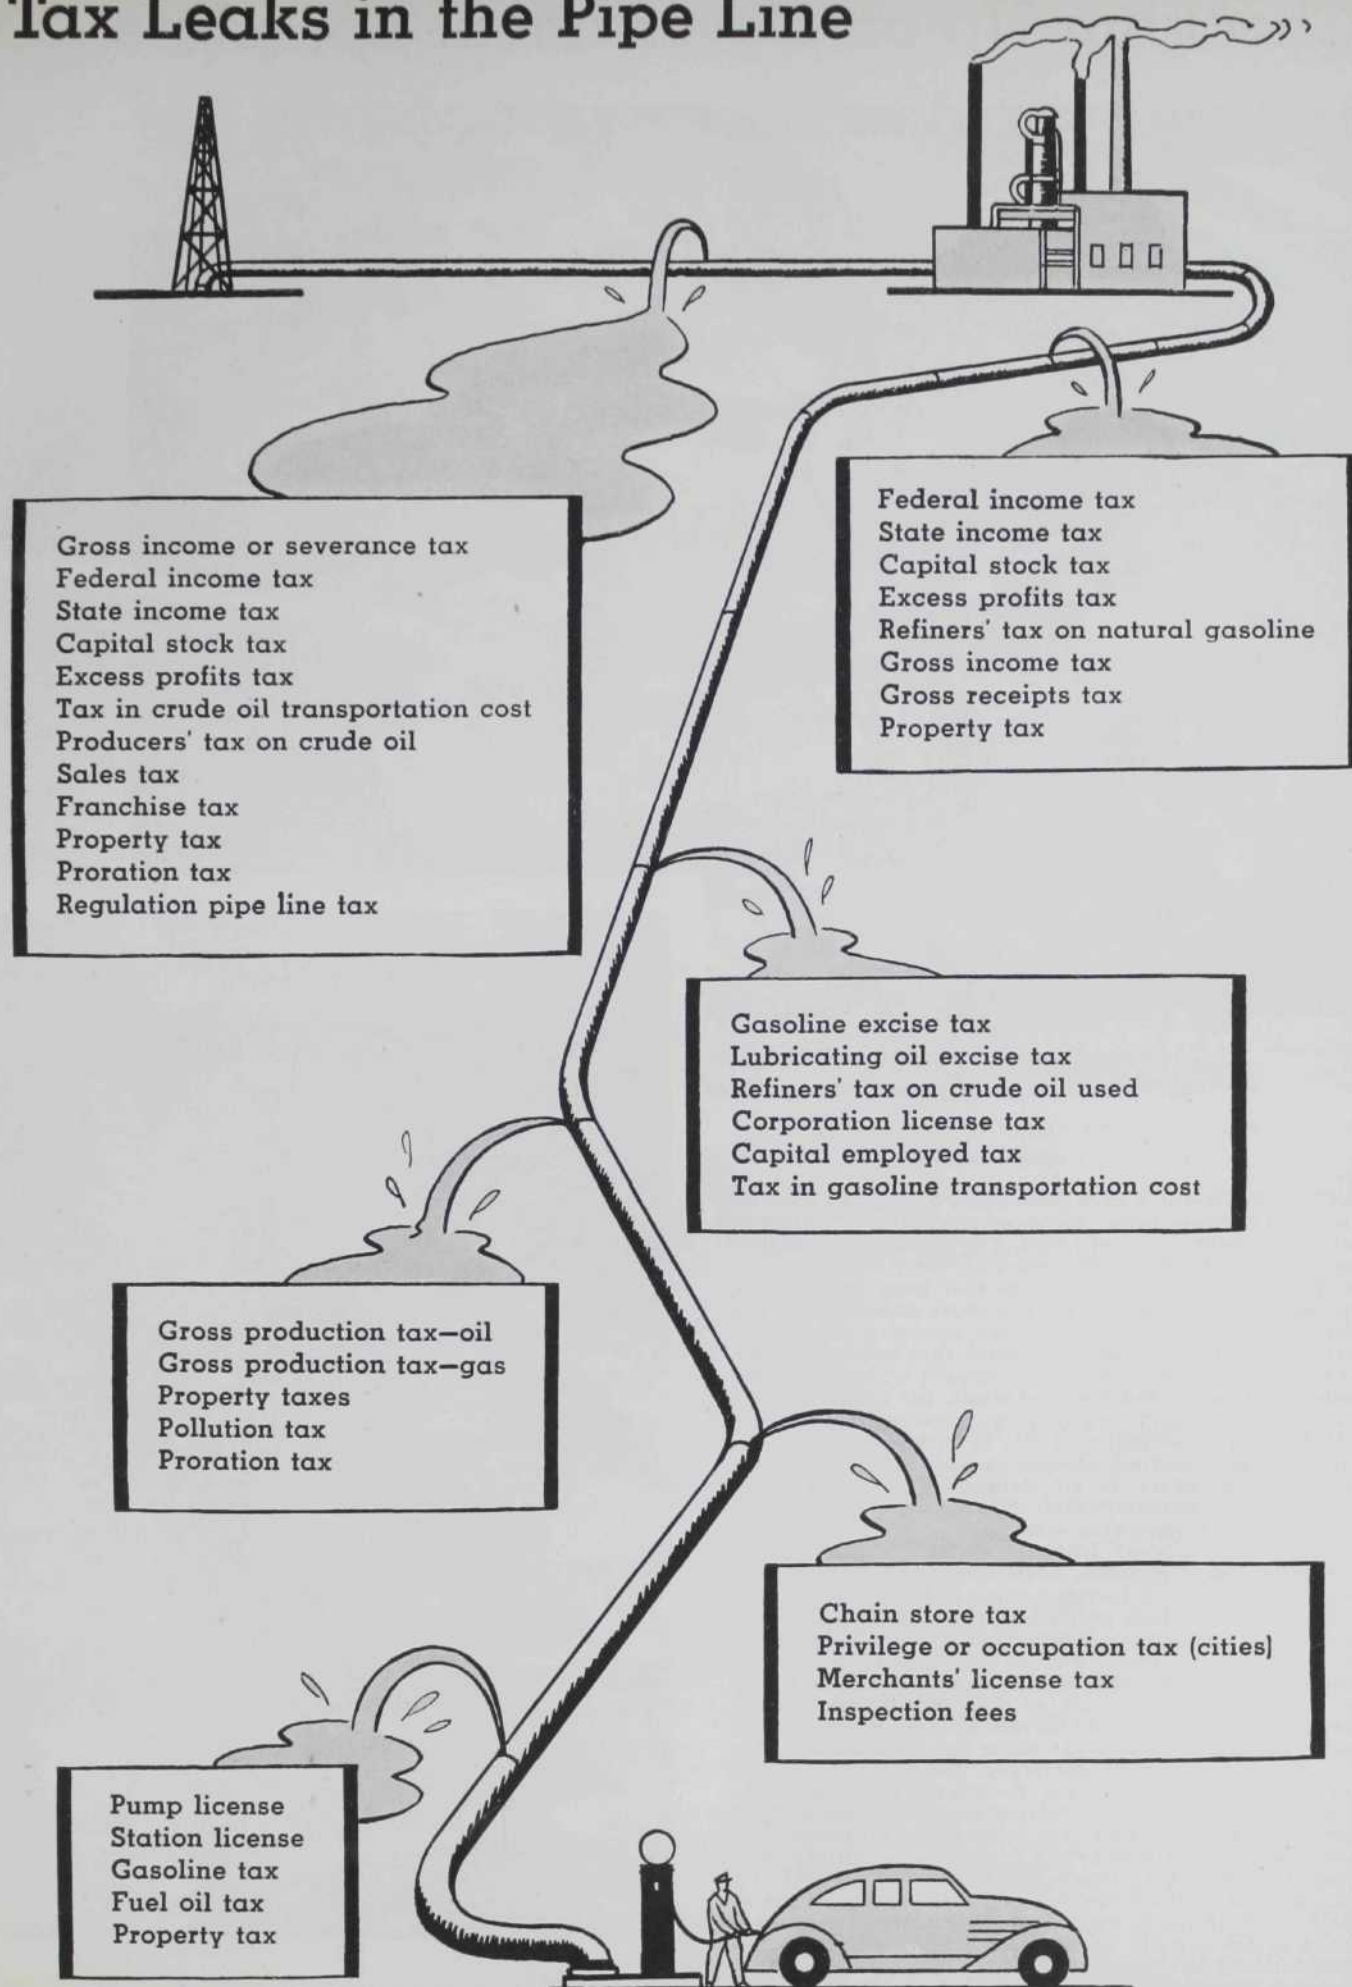 Tax Leaks in the Pipe Line
Gross income or severance tax
Federal income tax
State income tax
Capital stock tax
Excess profits tax
Tax in crude oil transportation cost
Producers' tax on crude oil
Sales tax
Franchise tax
Property tax
Proration tax
Regulation pipe line tax
Federal income tax
State income tax
Capital stock tax
Excess profits tax
Refiners' tax on natural gasoline
Gross income tax
Gross receipts tax
Property tax
Gasoline excise tax
Lubricating oil excise tax
Refiners' tax on crude oil used
Corporation license tax
Capital employed tax
Tax in gasoline transportation cost
Gross production tax—oil
Gross production tax—gas
Property taxes
Pollution tax
Proration tax
Chain store tax
Privilege or occupation tax (cities)
Merchants' license tax
Inspection fees
Pump license
Station license
Gasoline tax
Fuel oil tax
Property tax